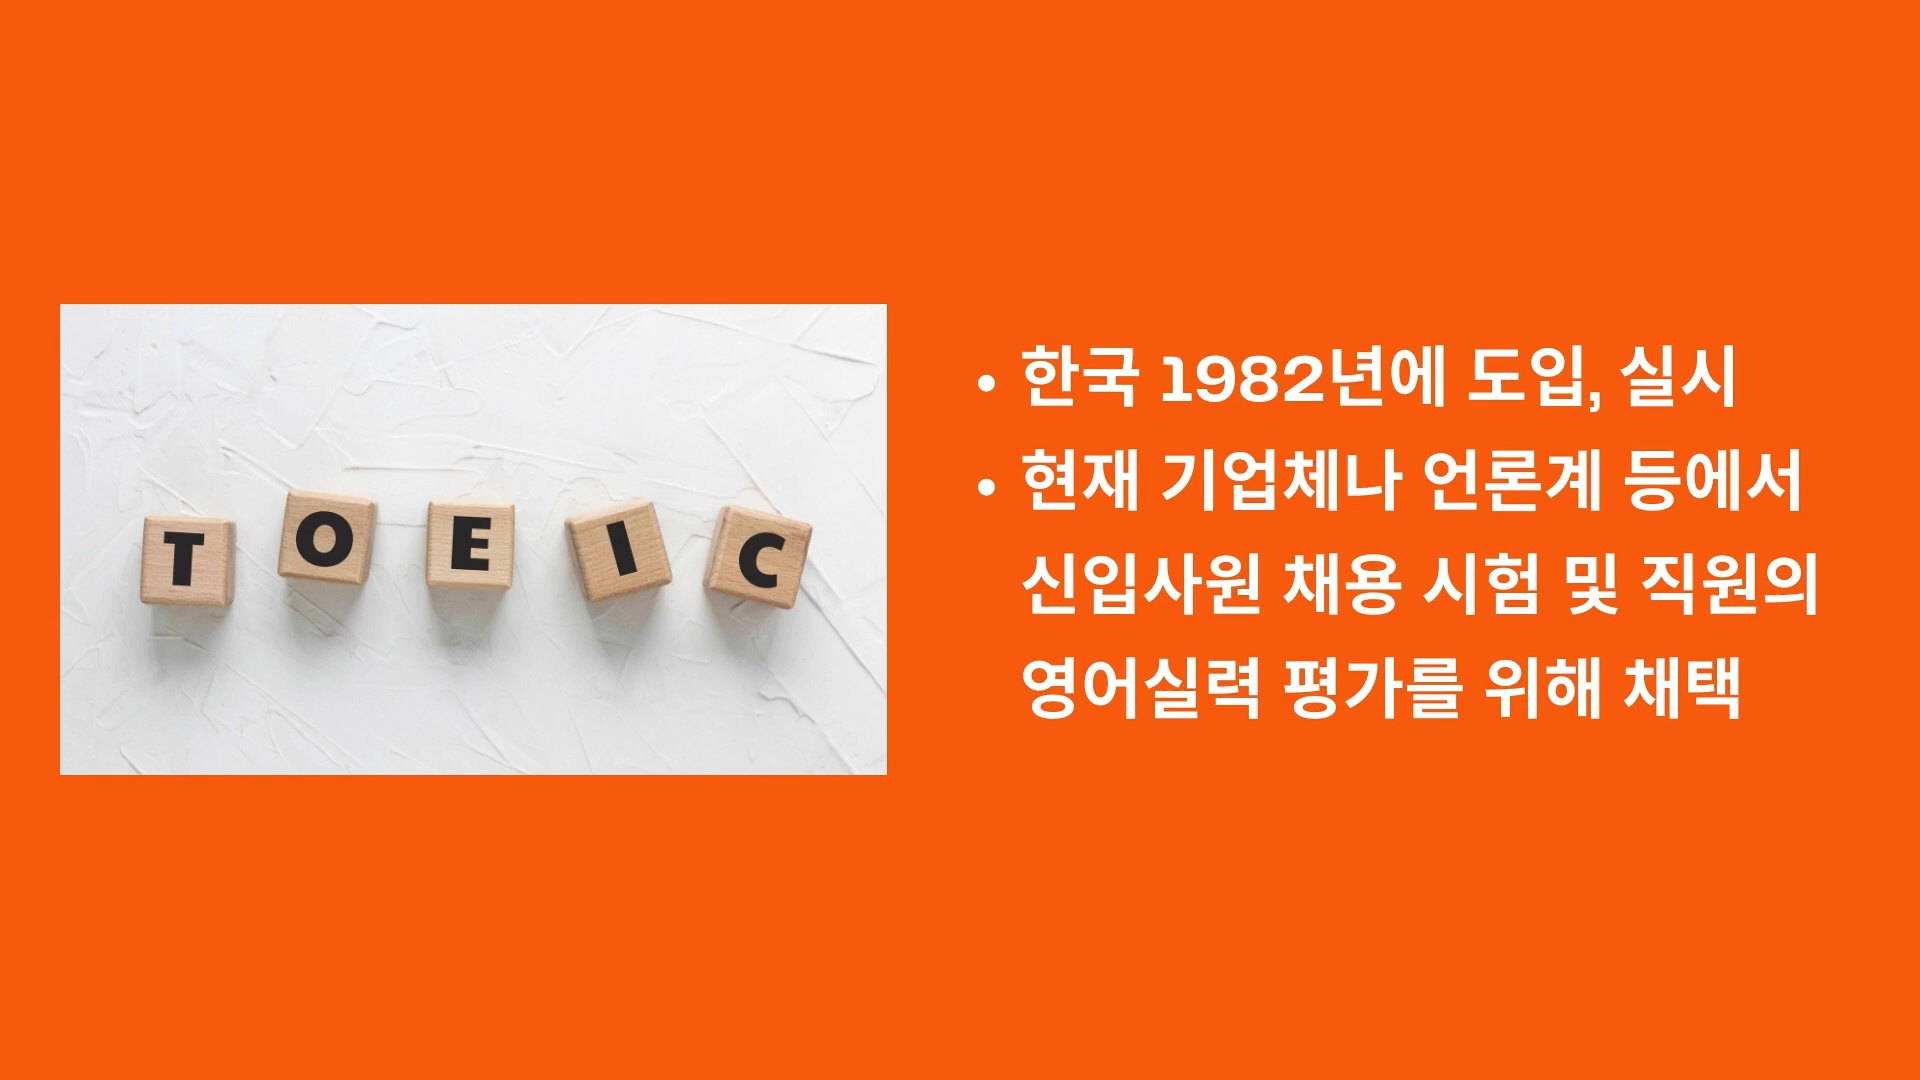 TOEIC
• 한국 1982년에 도입, 실시
• 현재 기업체나 언론계 등에서
신입사원 채용 시험 및 직원의
영어실력 평가를 위해 채택